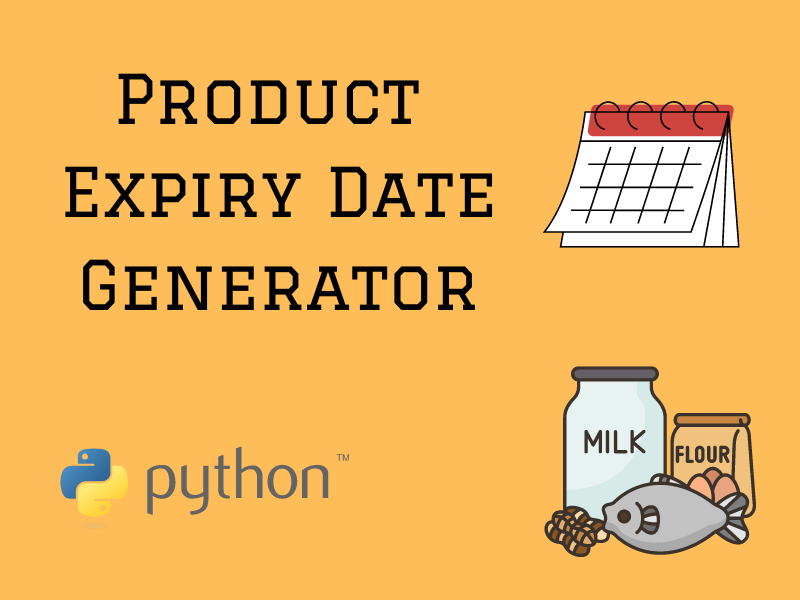 Product
Expiry Date
Generator
python™
MILK
FLOUR